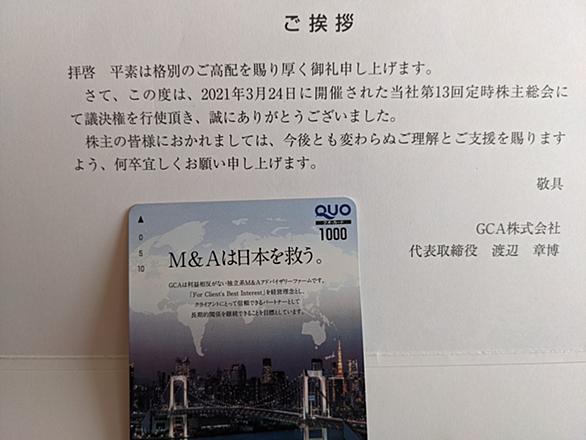 ご挨拶
拝啓　平素は格別のご高配を賜り厚く御礼申し上げます。
さて、この度は、2021年3月24日に開催された当社第13回定時株主総会に
て議決権を行使頂き、誠にありがとうございました。
株主の皆様におかれましては、今後とも変わらぬご理解とご支援を賜ります
よう、何卒宜しくお願い申し上げます。
敬具
GCA株式会社
代表取締役　渡辺　章博
QUO
クオ・カード
1000
0
5
10
M&Aは日本を救う。
GCAは利益相反がない独立系M&Aアドバイザリーファームです。
「For Client's Best Interest」を経営理念とし、
クライアントにとって信頼できるパートナーとして
長期的関係を継続できることを目標としています。